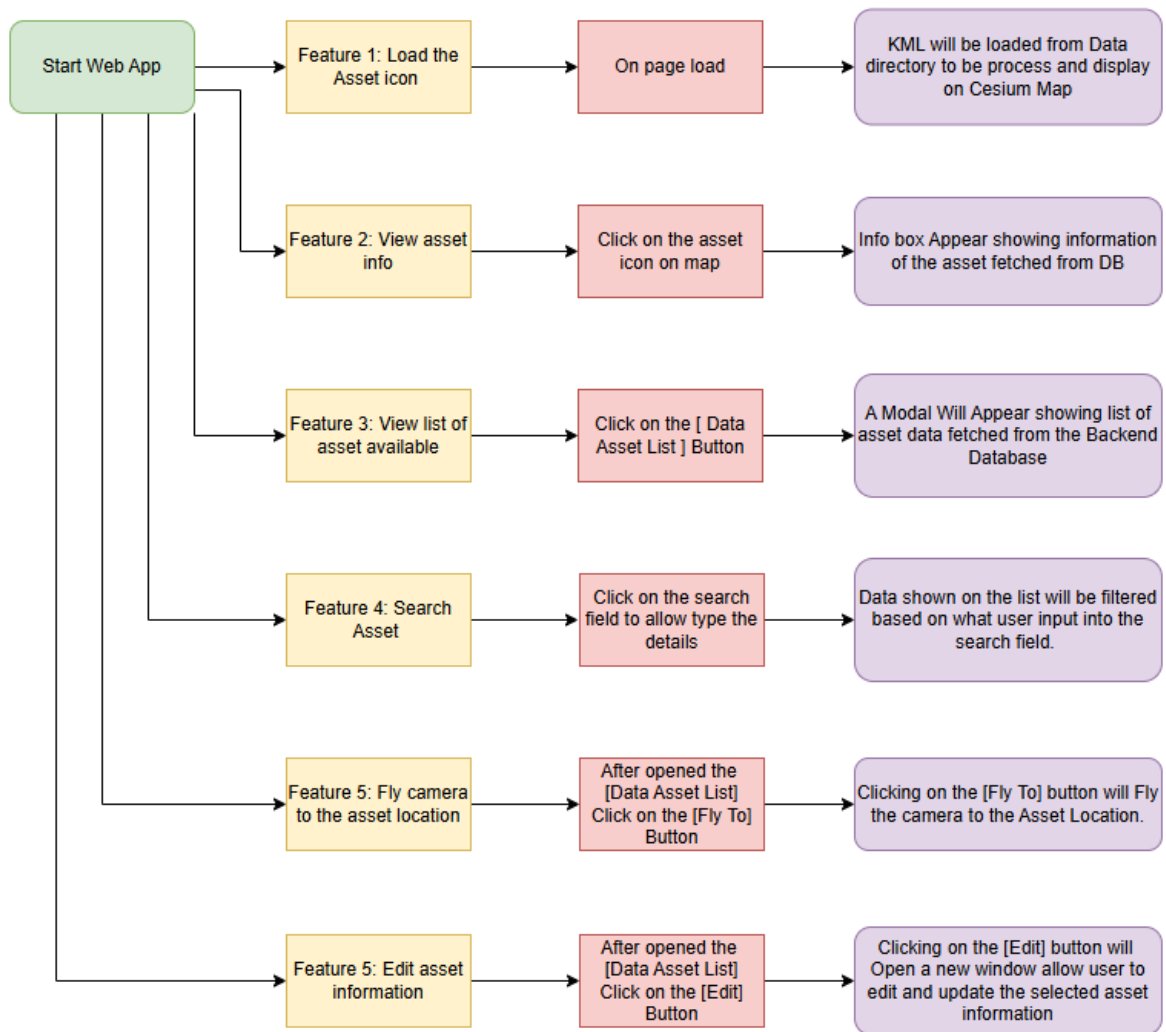 Start Web App
Feature 1: Load the
Asset icon
On page load
KML will be loaded from Data
directory to be process and display
on Cesium Map
Feature 2: View asset
info
Click on the asset
icon on map
Info box Appear showing information
of the asset fetched from DB
Feature 3: View list of
asset available
Click on the [ Data
Asset List ] Button
A Modal Will Appear showing list of
asset data fetched from the Backend
Database
Feature 4: Search
Asset
Click on the search
field to allow type the
details
Data shown on the list will be filtered
based on what user input into the
search field.
Feature 5: Fly camera
to the asset location
After opened the
[Data Asset List]
Click on the [Fly To]
Button
Clicking on the [Fly To] button will Fly
the camera to the Asset Location.
Feature 5: Edit asset
information
After opened the
[Data Asset List]
Click on the [Edit]
Button
Clicking on the [Edit] button will
Open a new window allow user to
edit and update the selected asset
information